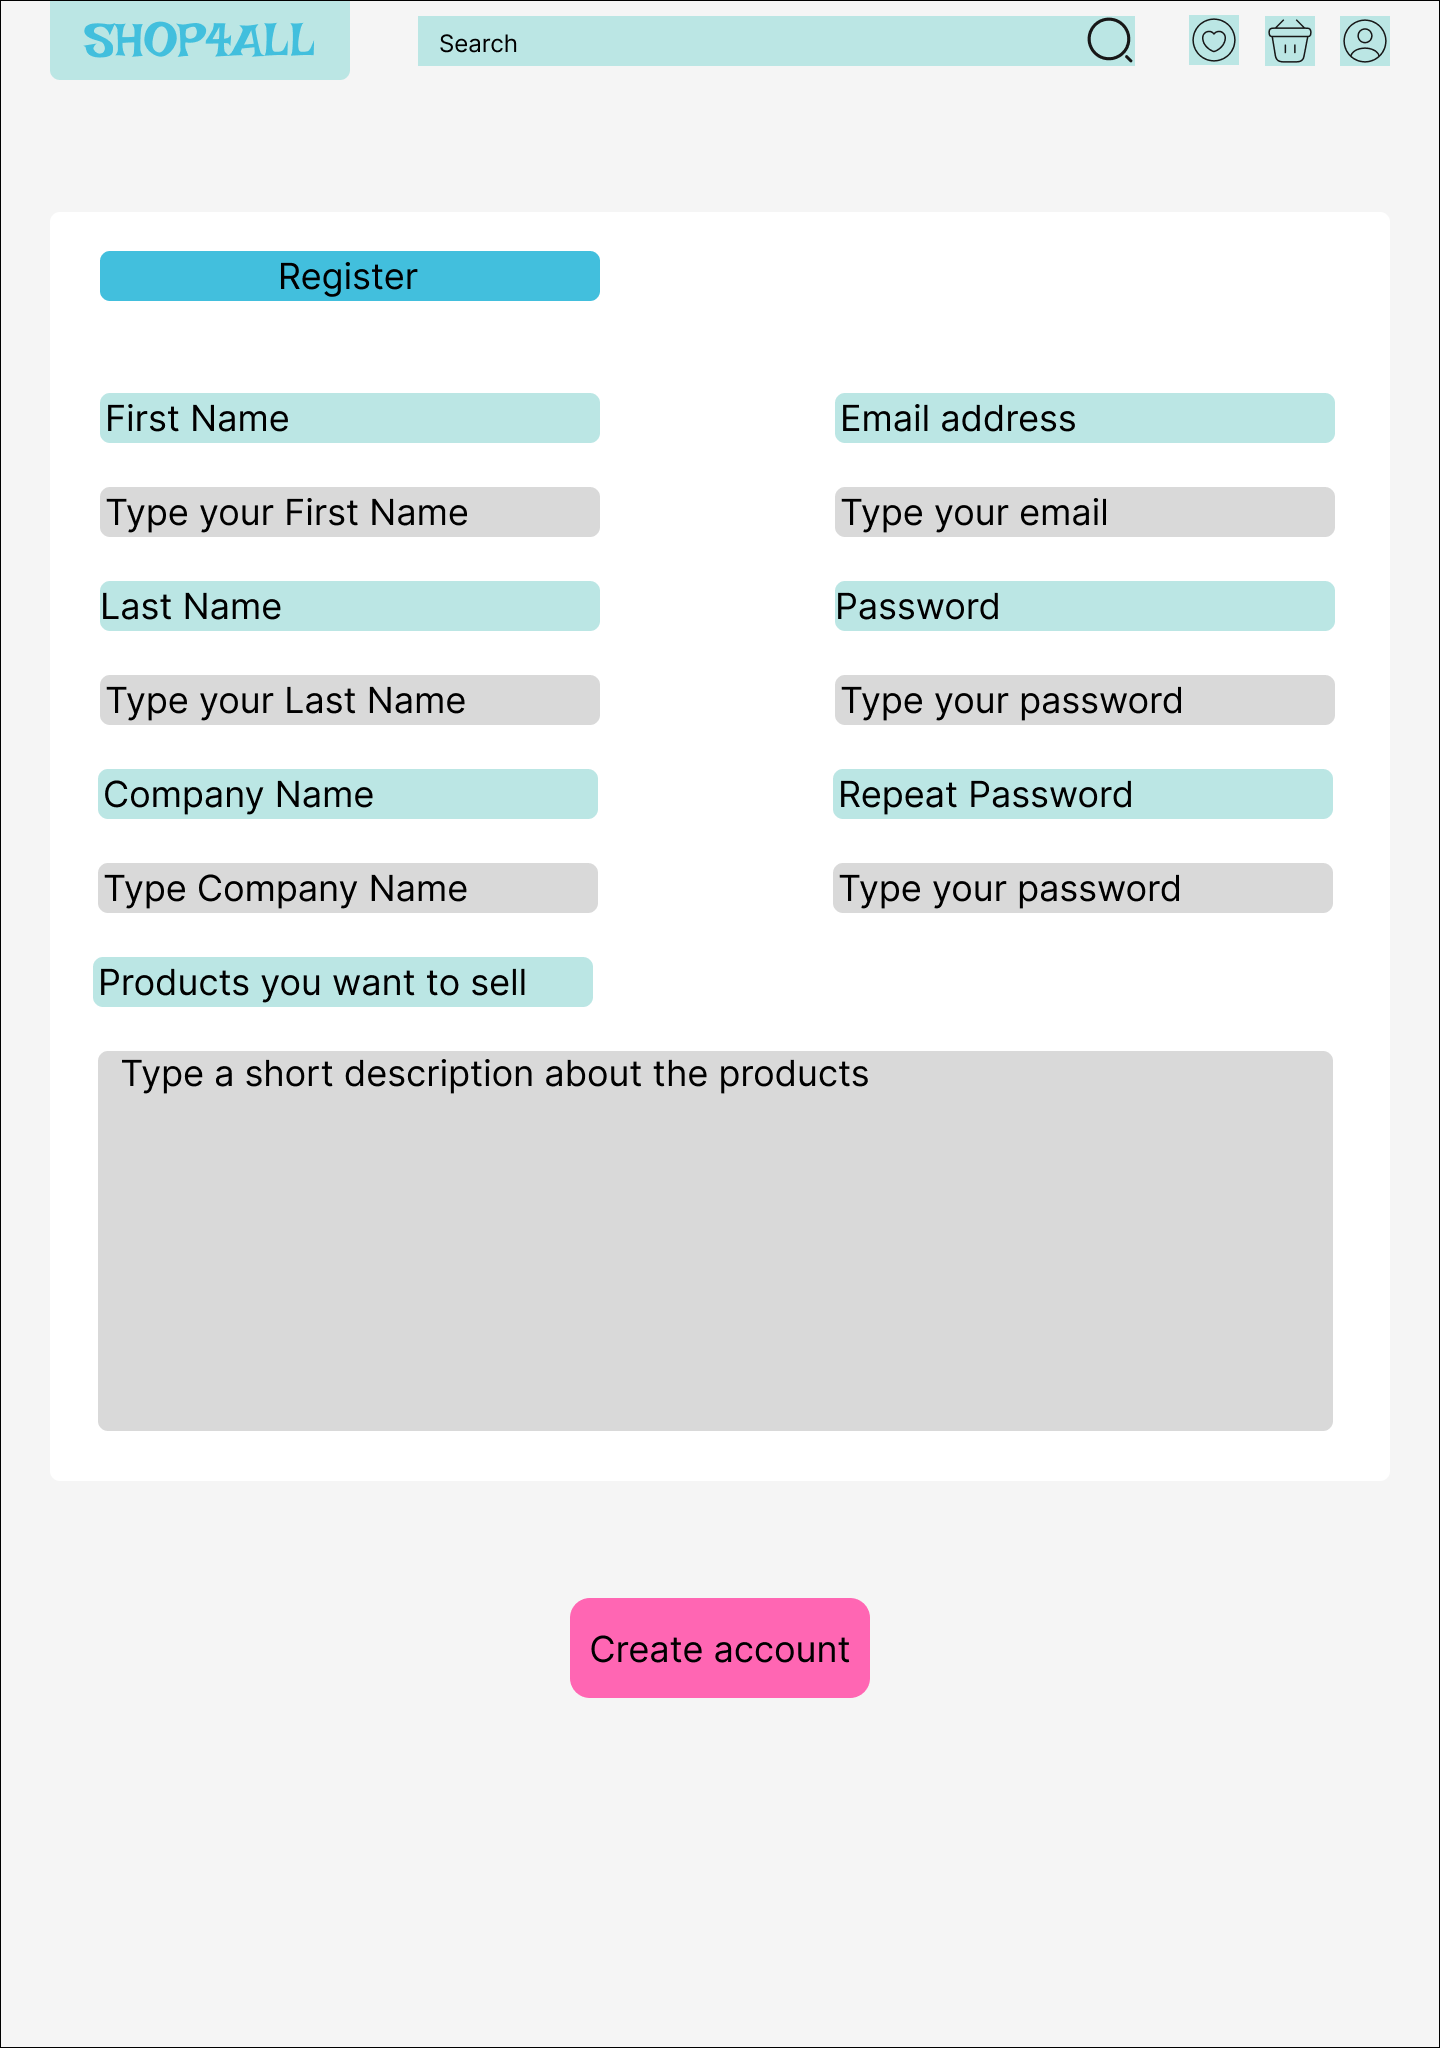 SHOP4ALL
Search
Register
First Name
Type your First Name
Last Name
Type your Last Name
Company Name
Type Company Name
Products you want to sell
Email address
Type your email
Password
Type your password
Repeat Password
Type your password
Type a short description about the products
Create account